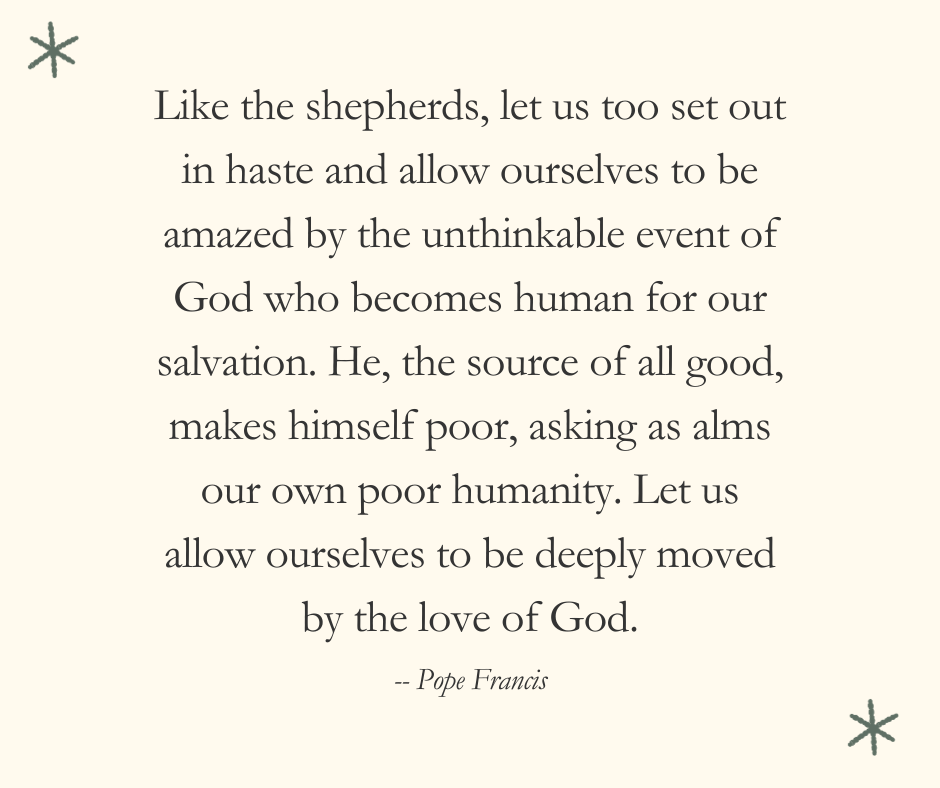 Like the shepherds, let us too set out
in haste and allow ourselves to be
amazed by the unthinkable event of
God who becomes human for our
salvation. He, the source of all good,
makes himself poor, asking as alms
our own poor humanity. Let us
allow ourselves to be deeply moved
by the love of God.
-- Pope Francis